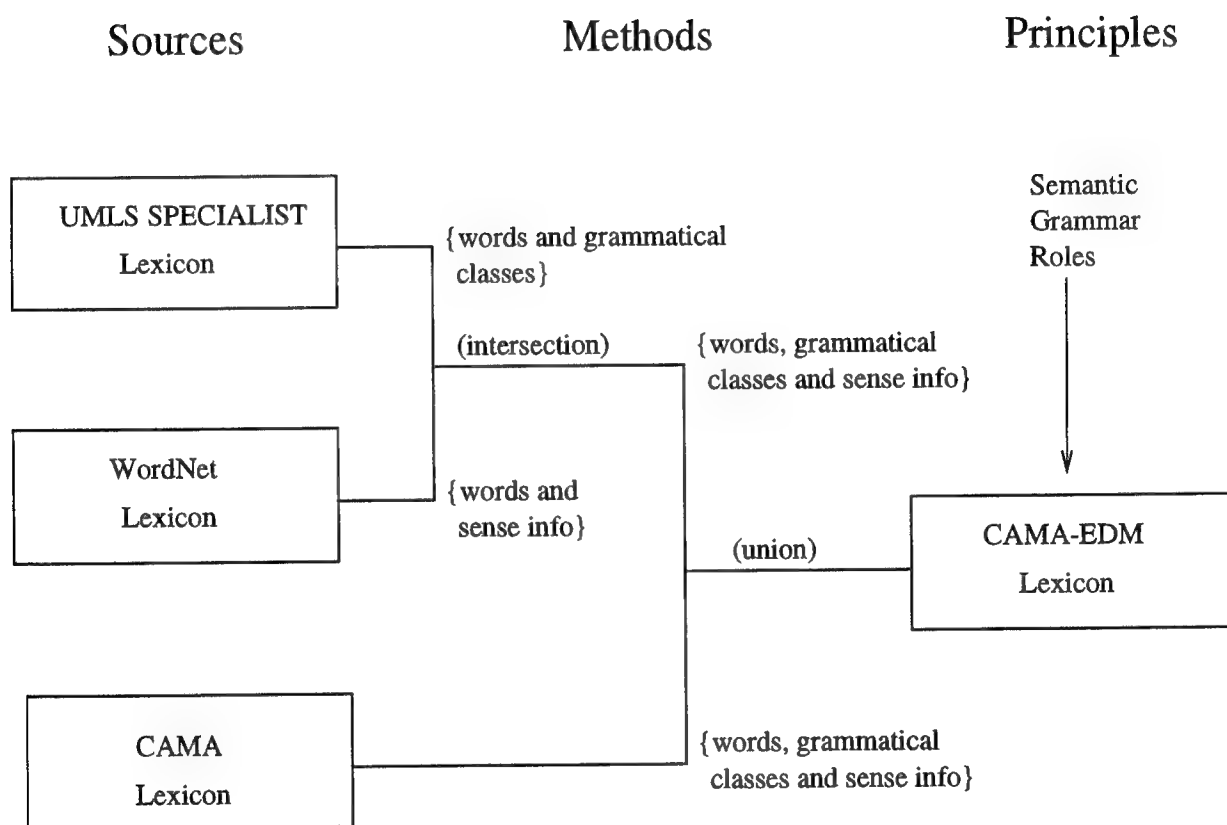 Sources
Methods
Principles
UMLS SPECIALIST
Lexicon
{words and grammatical
classes}
Semantic
Grammar
Roles
(intersection)
{words, grammatical
classes and sense info}
WordNet
Lexicon
{words and
sense info}
(union)
CAMA-EDM
Lexicon
CAMA
Lexicon
{words, grammatical
classes and sense info}